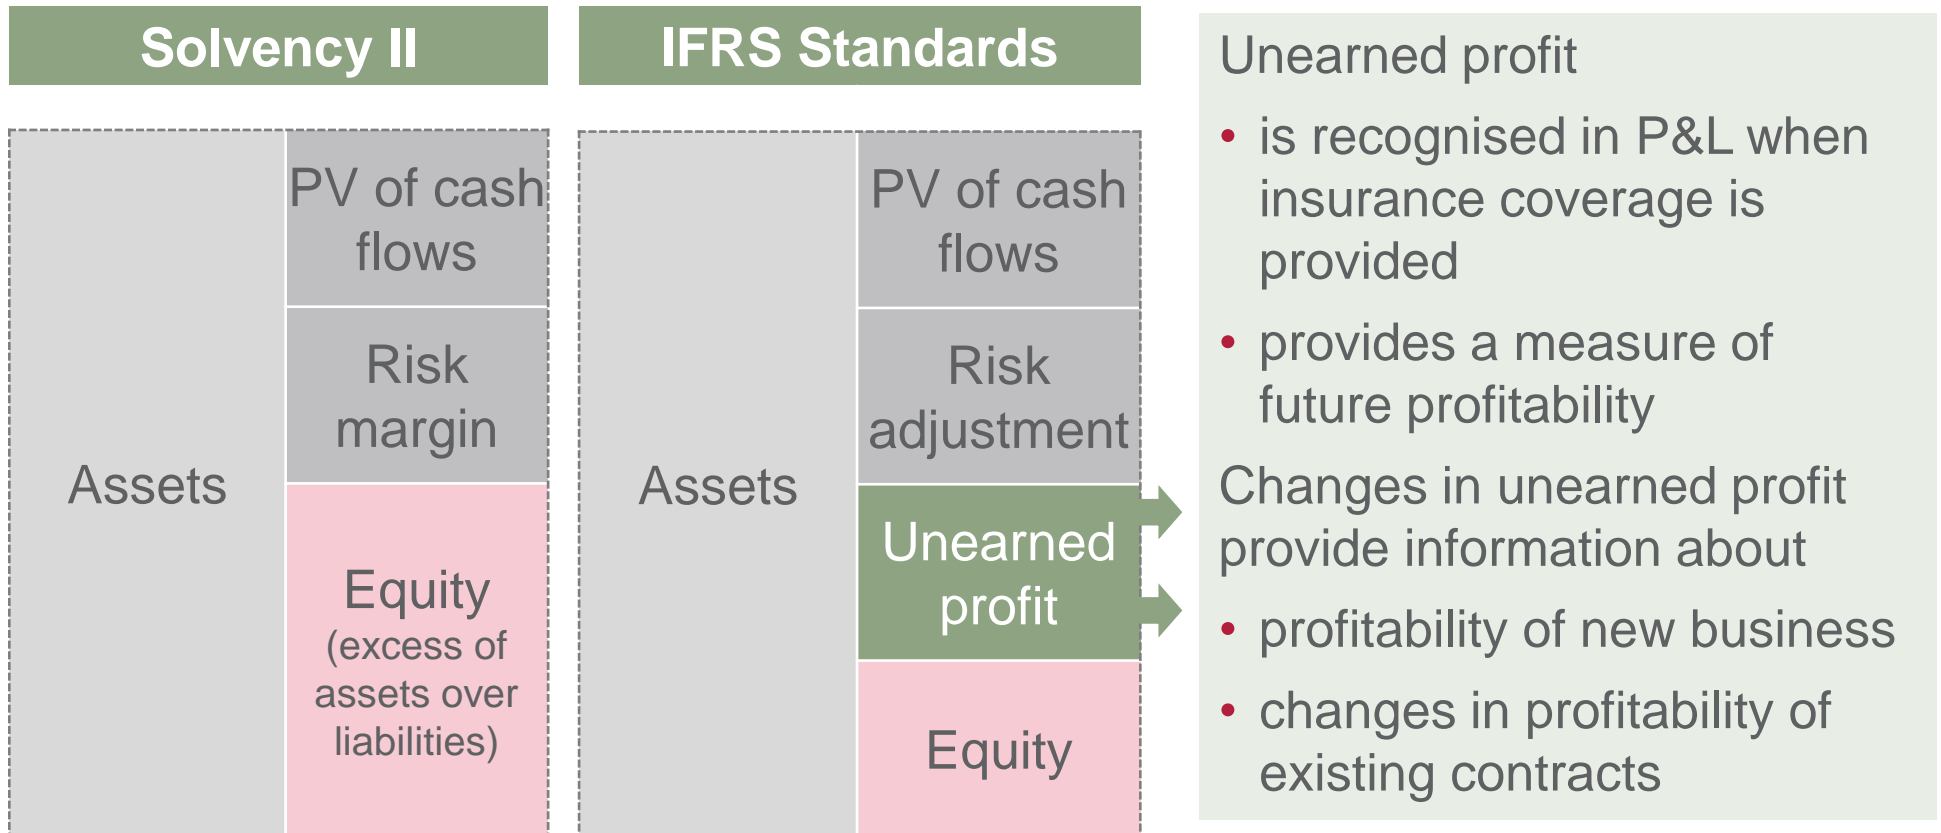 Solvency II
Assets
PV of cash
flows
Risk
margin
Equity
(excess of
assets over
liabilities)
IFRS Standards
Assets
PV of cash
flows
Risk
adjustment
Unearned
profit
Equity
Unearned profit
• is recognised in P&L when
insurance coverage is
provided
• provides a measure of
future profitability
Changes in unearned profit
provide information about
• profitability of new business
• changes in profitability of
existing contracts